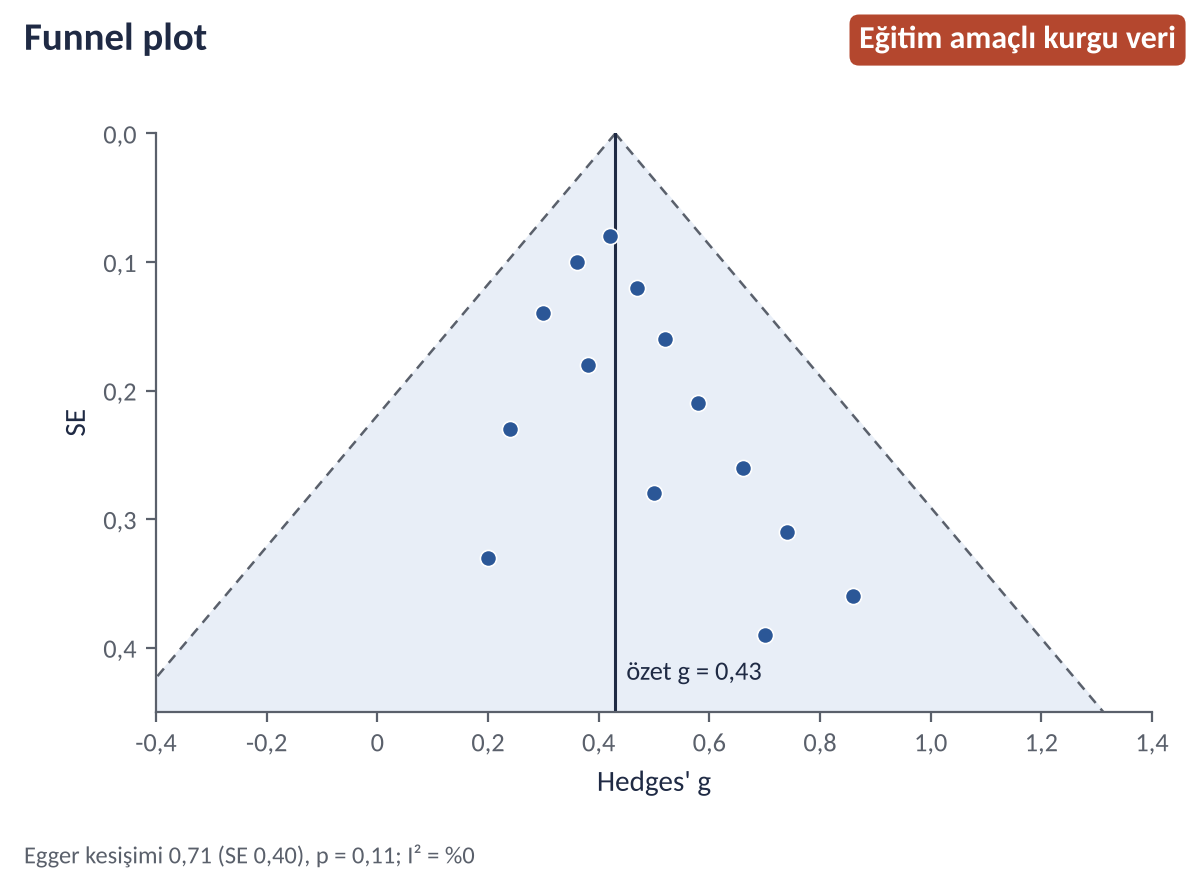 Funnel plot
Eğitim amaçlı kurgu veri
0,0
0,1
0,2
0,3
0,4
SE
özet g = 0,43
-0,4 -0,2 0 0,2 0,4 0,6 0,8 1,0 1,2 1,4
Hedges' g
Egger kesişimi 0,71 (SE 0,40), p = 0,11; I² = %0